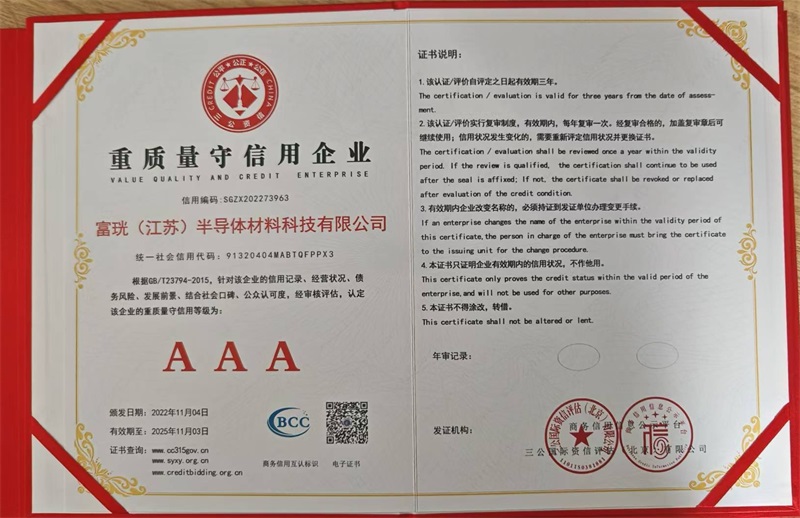 公平★公正★公信
CREDIT CHINA
三公资信
重质量守信用企业
VALUE QUALITY AND CREDIT ENTERPRISE
信用编码:SGZX202273963
富珖（江苏）半导体材料科技有限公司
统一社会信用代码：91320404MABTQFPPX3
根据GB/T23794-2015，针对该企业的信用记录、经营状况、债
务风险、发展前景、结合社会口碑、公众认可度，经审核评估，认定
该企业的重质量守信用等级为：
AAA
颁发日期：2022年11月04日
有效期至：2025年11月03日
证书查询：www.cc315gov.cn
www.syxy.org.cn
www.creditbidding.org.cn
BCC
商务信用互认标识
电子证书
证书说明：
1. 该认证/评价自评定之日起有效期三年。
The certification / evaluation is valid for three years from the date of assess-
ment.
2. 该认证/评价实行复审制度，有效期内，每年复审一次。经复审合格的，加盖复审章后可
继续使用；信用状况发生变化的，需要重新评定信用状况并更换证书。
The certification / evaluation shall be reviewed once a year within the validity
period. If the review is qualified, the certification shall continue to be used
after the seal is affixed; If not, the certificate shall be revoked or replaced
after evaluation of the credit condition.
3. 有效期内企业改变名称的，必须持证到发证单位办理变更手续。
If an enterprise changes the name of the enterprise within the validity period of
this certificate,the person in charge of the enterprise must bring the certificate
to the issuing unit for the change procedure.
4. 本证书只证明企业有效期内的信用状况，不作他用。
This certificate only proves the credit status within the valid period of the
enterprise,and will not be used for other purposes.
5. 本证书不得涂改，转借。
This certificate shall not be altered or lent.
年审记录：
发证机构：
商务信用信息公示平台
三公国际资信评估（北京）有限公司